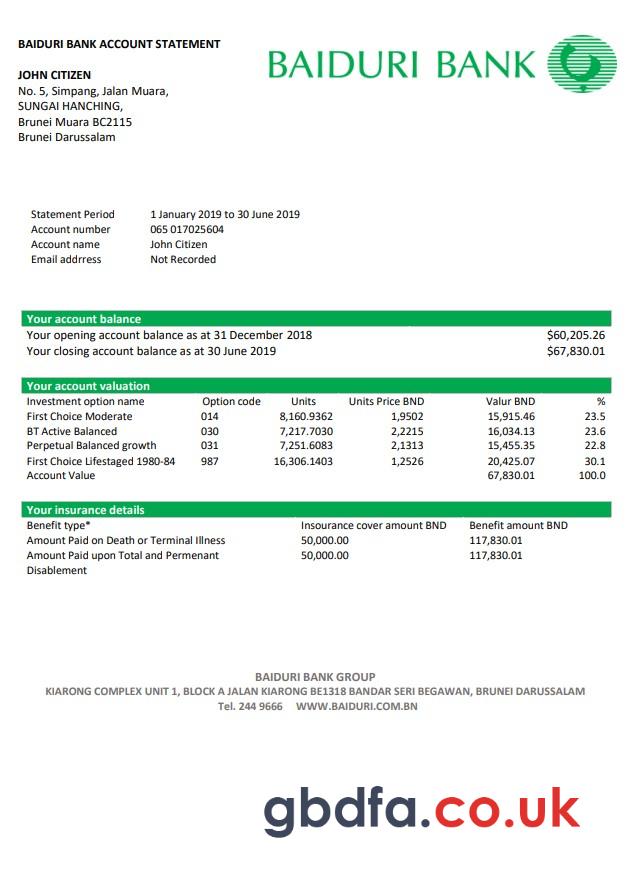 BAIDURI BANK ACCOUNT STATEMENT
BAIDURI BANK
JOHN CITIZEN
No. 5, Simpang, Jalan Muara,
SUNGAI HANCHING,
Brunei Muara BC2115
Brunei Darussalam
Statement Period 1 January 2019 to 30 June 2019
Account number 065 017025604
Account name John Citizen
Email adrress Not Recorded
Your account balance
Your opening account balance as at 31 December 2018 $60,205.26
Your closing account balance as at 30 June 2019 $67,830.01
Your account valuation
Investment option name Option code Units Units Price BND Valur BND %
First Choice Moderate 014 8,160.9362 1,9502 15,915.46 23.5
BT Active Balanced 030 7,217.7030 2,2215 16,034.13 23.6
Perpetual Balanced growth 031 7,251.6083 2,1313 15,455.35 22.8
First Choice Lifestaged 1980-84 987 16,306.1403 1,2526 20,425.07 30.1
Account Value 67,830.01 100.0
Your insurance details
Benefit type* Insourance cover amount BND Benefit amount BND
Amount Paid on Death or Terminal Illness 50,000.00 117,830.01
Amount Paid upon Total and Permenant 50,000.00 117,830.01
Disablement
BAIDURI BANK GROUP
KIARONG COMPLEX UNIT 1, BLOCK A JALAN KIARONG BE1318 BANDAR SERI BEGAWAN, BRUNEI DARUSSALAM
Tel. 244 9666 WWW.BAIDURI.COM.BN
gbdfa.co.uk